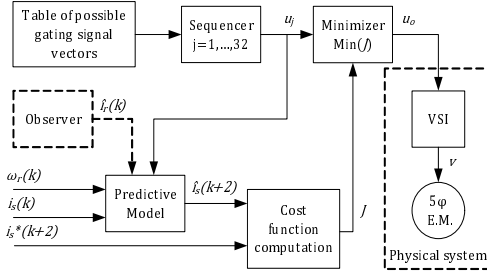 Table of possible
gating signal
vectors
Sequencer
j=1,...,32
u_j
Minimizer
Min(J)
u_o
Observer
î_r(k)
VSI
v
5φ
E.M.
Physical system
ω_r(k)
i_s(k)
i_s*(k+2)
Predictive
Model
î_s(k+2)
Cost
function
computation
J